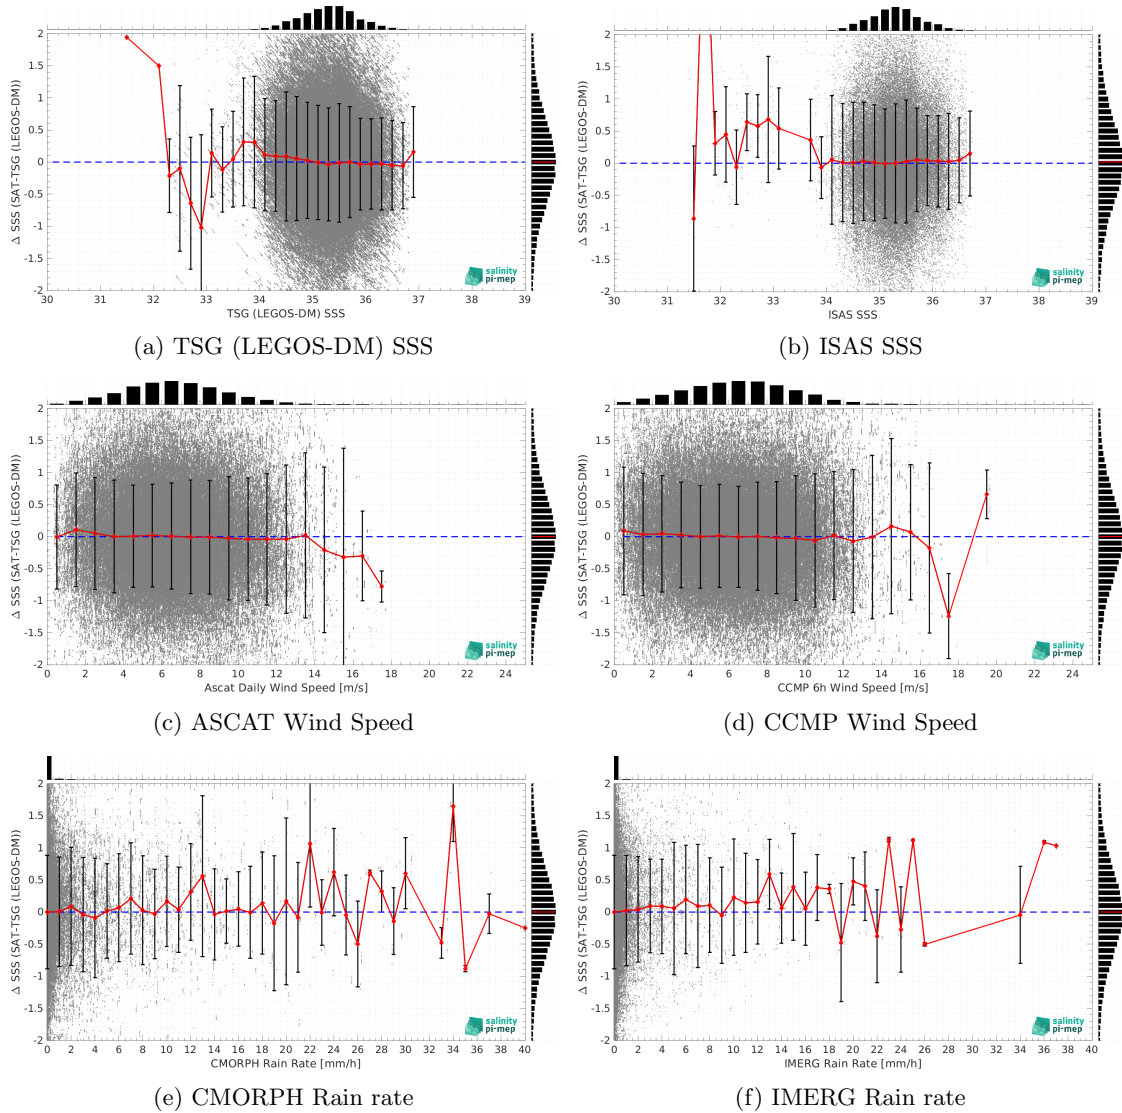 2
1.5
1
0.5
0
-0.5
-1
-1.5
-2
Δ SSS (SAT-TSG (LEGOS-DM))
30 31 32 33 34 35 36 37 38 39
TSG (LEGOS-DM) SSS
salinity
pi-mep
(a) TSG (LEGOS-DM) SSS
2
1.5
1
0.5
0
-0.5
-1
-1.5
-2
Δ SSS (SAT-TSG (LEGOS-DM))
30 31 32 33 34 35 36 37 38 39
ISAS SSS
salinity
pi-mep
(b) ISAS SSS
2
1.5
1
0.5
0
-0.5
-1
-1.5
-2
Δ SSS (SAT-TSG (LEGOS-DM))
0 2 4 6 8 10 12 14 16 18 20 22 24
Ascat Daily Wind Speed [m/s]
salinity
pi-mep
(c) ASCAT Wind Speed
2
1.5
1
0.5
0
-0.5
-1
-1.5
-2
Δ SSS (SAT-TSG (LEGOS-DM))
0 2 4 6 8 10 12 14 16 18 20 22 24
CCMP 6h Wind Speed [m/s]
salinity
pi-mep
(d) CCMP Wind Speed
2
1.5
1
0.5
0
-0.5
-1
-1.5
-2
Δ SSS (SAT-TSG (LEGOS-DM))
0 2 4 6 8 10 12 14 16 18 20 22 24 26 28 30 32 34 36 38 40
CMORPH Rain Rate [mm/h]
salinity
pi-mep
(e) CMORPH Rain rate
2
1.5
1
0.5
0
-0.5
-1
-1.5
-2
Δ SSS (SAT-TSG (LEGOS-DM))
0 2 4 6 8 10 12 14 16 18 20 22 24 26 28 30 32 34 36 38 40
IMERG Rain Rate [mm/h]
salinity
pi-mep
(f) IMERG Rain rate